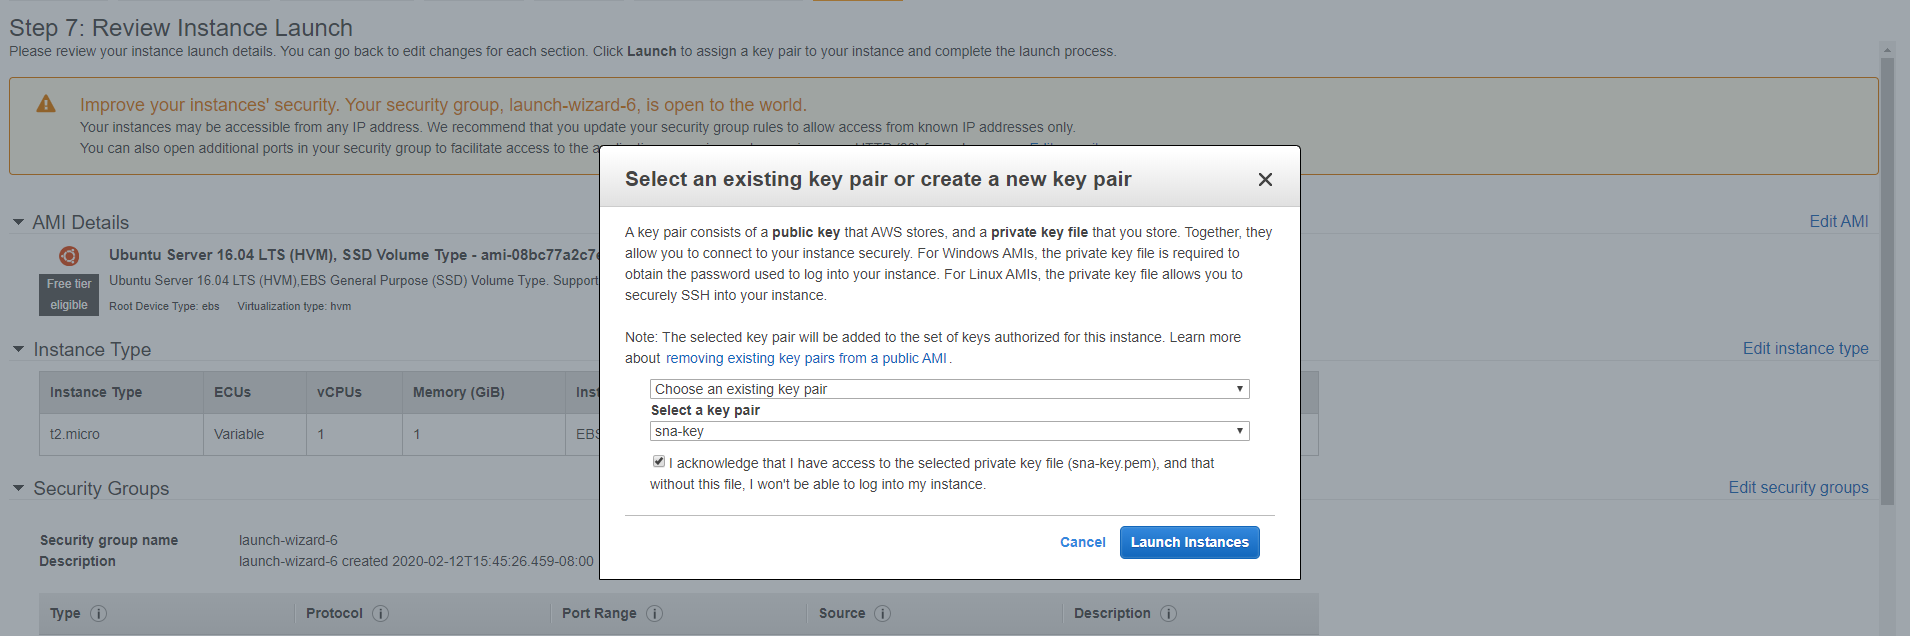 Step 7: Review Instance Launch
Please review your instance launch details. You can go back to edit changes for each section. Click Launch to assign a key pair to your instance and complete the launch process.
Improve your instances' security. Your security group, launch-wizard-6, is open to the world.
Your instances may be accessible from any IP address. We recommend that you update your security group rules to allow access from known IP addresses only.
You can also open additional ports in your security group to facilitate access to the
AMI Details
Edit AMI
Ubuntu Server 16.04 LTS (HVM), SSD Volume Type - ami-08bc77a2c7e
Free tier
eligible
Ubuntu Server 16.04 LTS (HVM),EBS General Purpose (SSD) Volume Type. Support
Root Device Type: ebs Virtualization type: hvm
Instance Type
Edit instance type
Instance Type ECUs vCPUs Memory (GiB) Inst
t2.micro Variable 1 1 EBS
Security Groups
Edit security groups
Security group name launch-wizard-6
Description launch-wizard-6 created 2020-02-12T15:45:26.459-08:00
Type Protocol Port Range Source Description
Select an existing key pair or create a new key pair
A key pair consists of a public key that AWS stores, and a private key file that you store. Together, they
allow you to connect to your instance securely. For Windows AMIs, the private key file is required to
obtain the password used to log into your instance. For Linux AMIs, the private key file allows you to
securely SSH into your instance.
Note: The selected key pair will be added to the set of keys authorized for this instance. Learn more
about removing existing key pairs from a public AMI .
Choose an existing key pair
Select a key pair
sna-key
I acknowledge that I have access to the selected private key file (sna-key.pem), and that
without this file, I won't be able to log into my instance.
Cancel Launch Instances